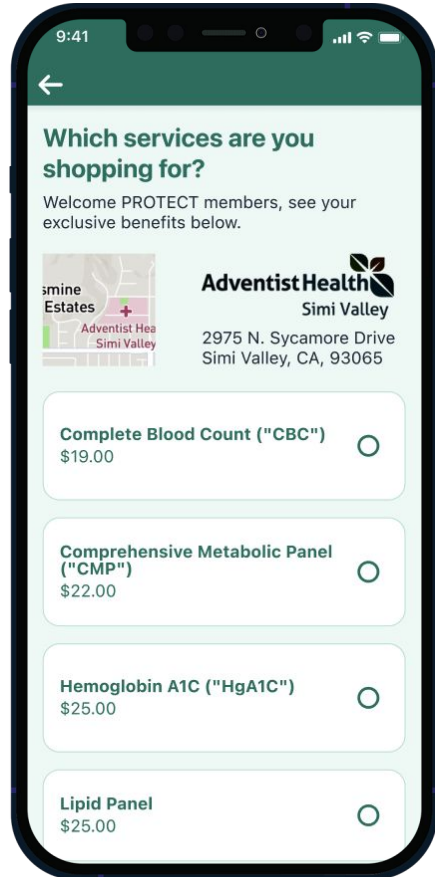 9:41
Which services are you
shopping for?
Welcome PROTECT members, see your
exclusive benefits below.
smine
Estates
Adventist Hea
Simi Valley
Adventist Health
Simi Valley
2975 N. Sycamore Drive
Simi Valley, CA, 93065
Complete Blood Count ("CBC")
$19.00
Comprehensive Metabolic Panel
("CMP")
$22.00
Hemoglobin A1C ("HgA1C")
$25.00
Lipid Panel
$25.00